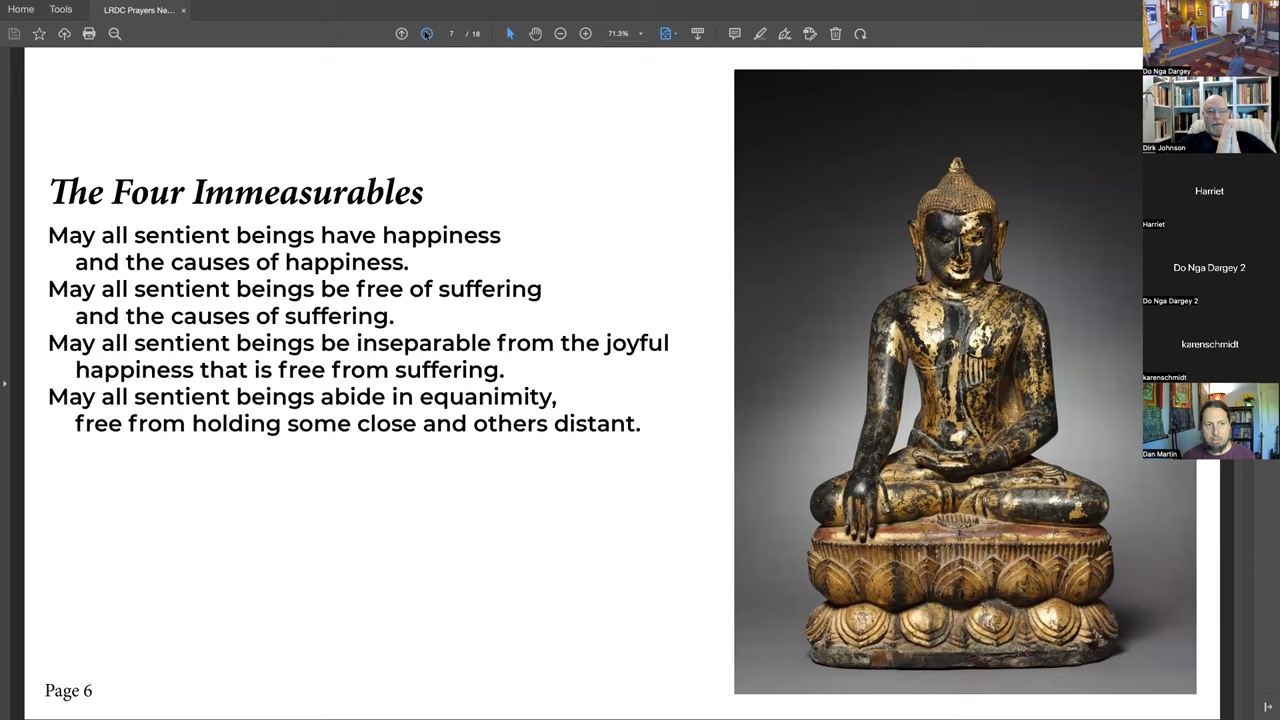 Home
Tools
LRDC Prayers Ne... ×
7 / 18
71.3%
The Four Immeasurables
May all sentient beings have happiness
and the causes of happiness.
May all sentient beings be free of suffering
and the causes of suffering.
May all sentient beings be inseparable from the joyful
happiness that is free from suffering.
May all sentient beings abide in equanimity,
free from holding some close and others distant.
Page 6
Do Nga Dargey
Dirk Johnson
Harriet
Harriet
Do Nga Dargey 2
Do Nga Dargey 2
karenschmidt
karenschmidt
Dan Martin